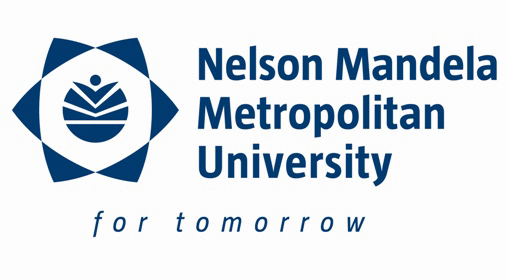 Nelson Mandela
Metropolitan
University
for tomorrow